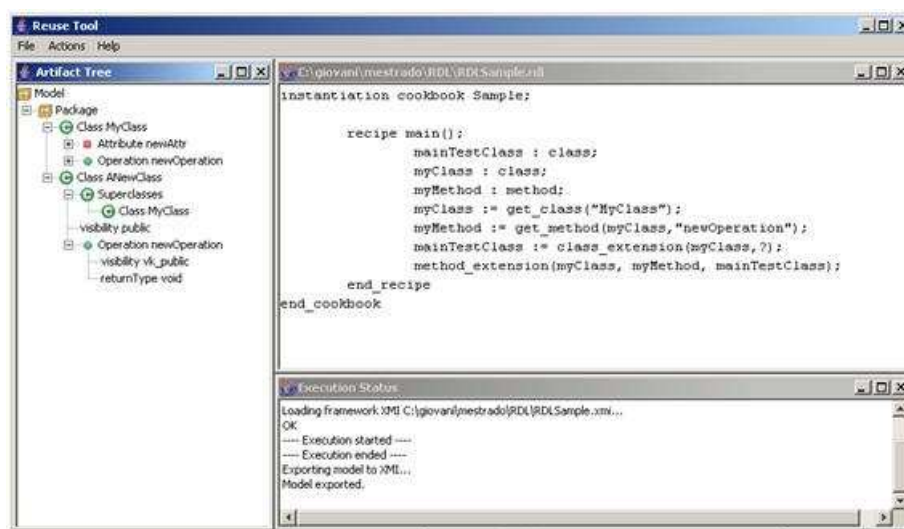 Reuse Tool
File Actions Help
Artifact Tree
Model
Package
Class MyClass
Attribute newAttr
Operation newOperation
Class ANewClass
Superclasses
Class MyClass
visibility public
Operation newOperation
visibility vk_public
returnType void
C:\giovani\mestrado\RDL\RDLSample.rdl
instantiation cookbook Sample;
recipe main();
mainTestClass : class;
myClass : class;
myMethod : method;
myClass := get_class("MyClass");
myMethod := get_method(myClass,"newOperation");
mainTestClass := class_extension(myClass,?);
method_extension(myClass, myMethod, mainTestClass);
end_recipe
end_cookbook
Execution Status
Loading framework XMI C:\giovani\mestrado\RDL\RDLSample.xmi...
OK
---- Execution started ----
---- Execution ended ----
Exporting model to XMI...
Model exported.